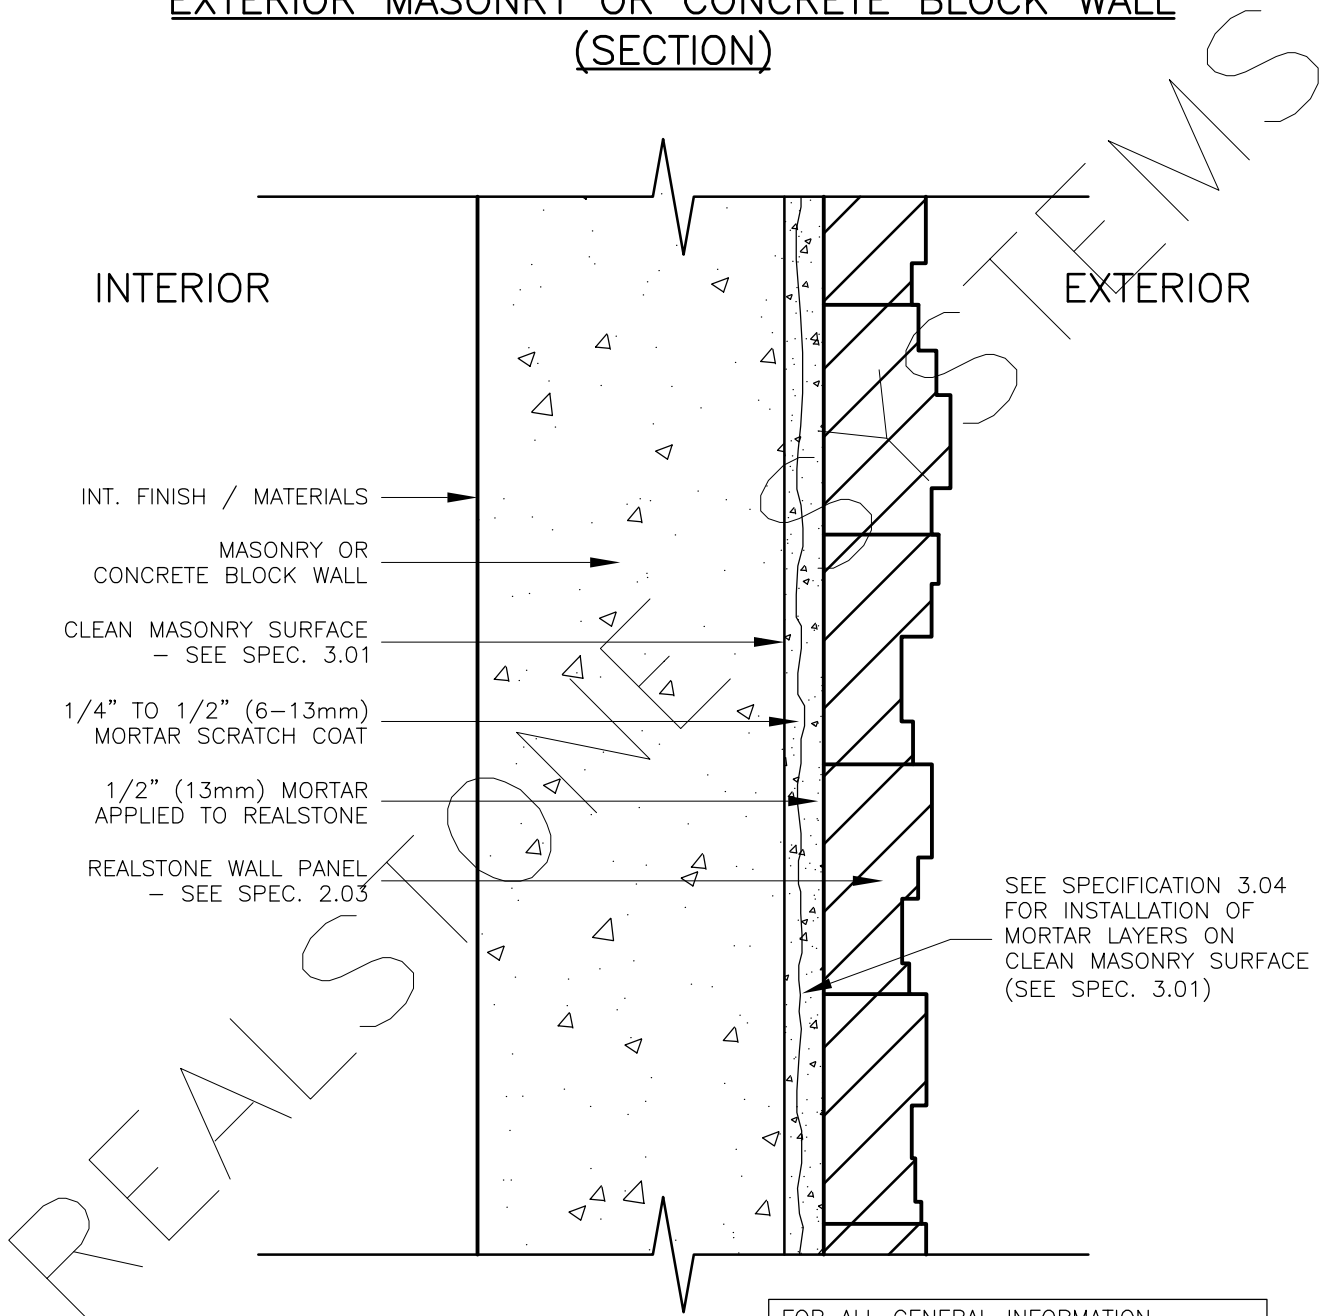 EXTERIOR MASONRY OR CONCRETE BLOCK WALL
(SECTION)
INTERIOR
EXTERIOR
INT. FINISH / MATERIALS
MASONRY OR
CONCRETE BLOCK WALL
CLEAN MASONRY SURFACE
– SEE SPEC. 3.01
1/4” TO 1/2” (6–13mm)
MORTAR SCRATCH COAT
1/2” (13mm) MORTAR
APPLIED TO REALSTONE
REALSTONE WALL PANEL
– SEE SPEC. 2.03
SEE SPECIFICATION 3.04
FOR INSTALLATION OF
MORTAR LAYERS ON
CLEAN MASONRY SURFACE
(SEE SPEC. 3.01)
REALSTONE SYSTEMS
FOR ALL GENERAL INFORMATION